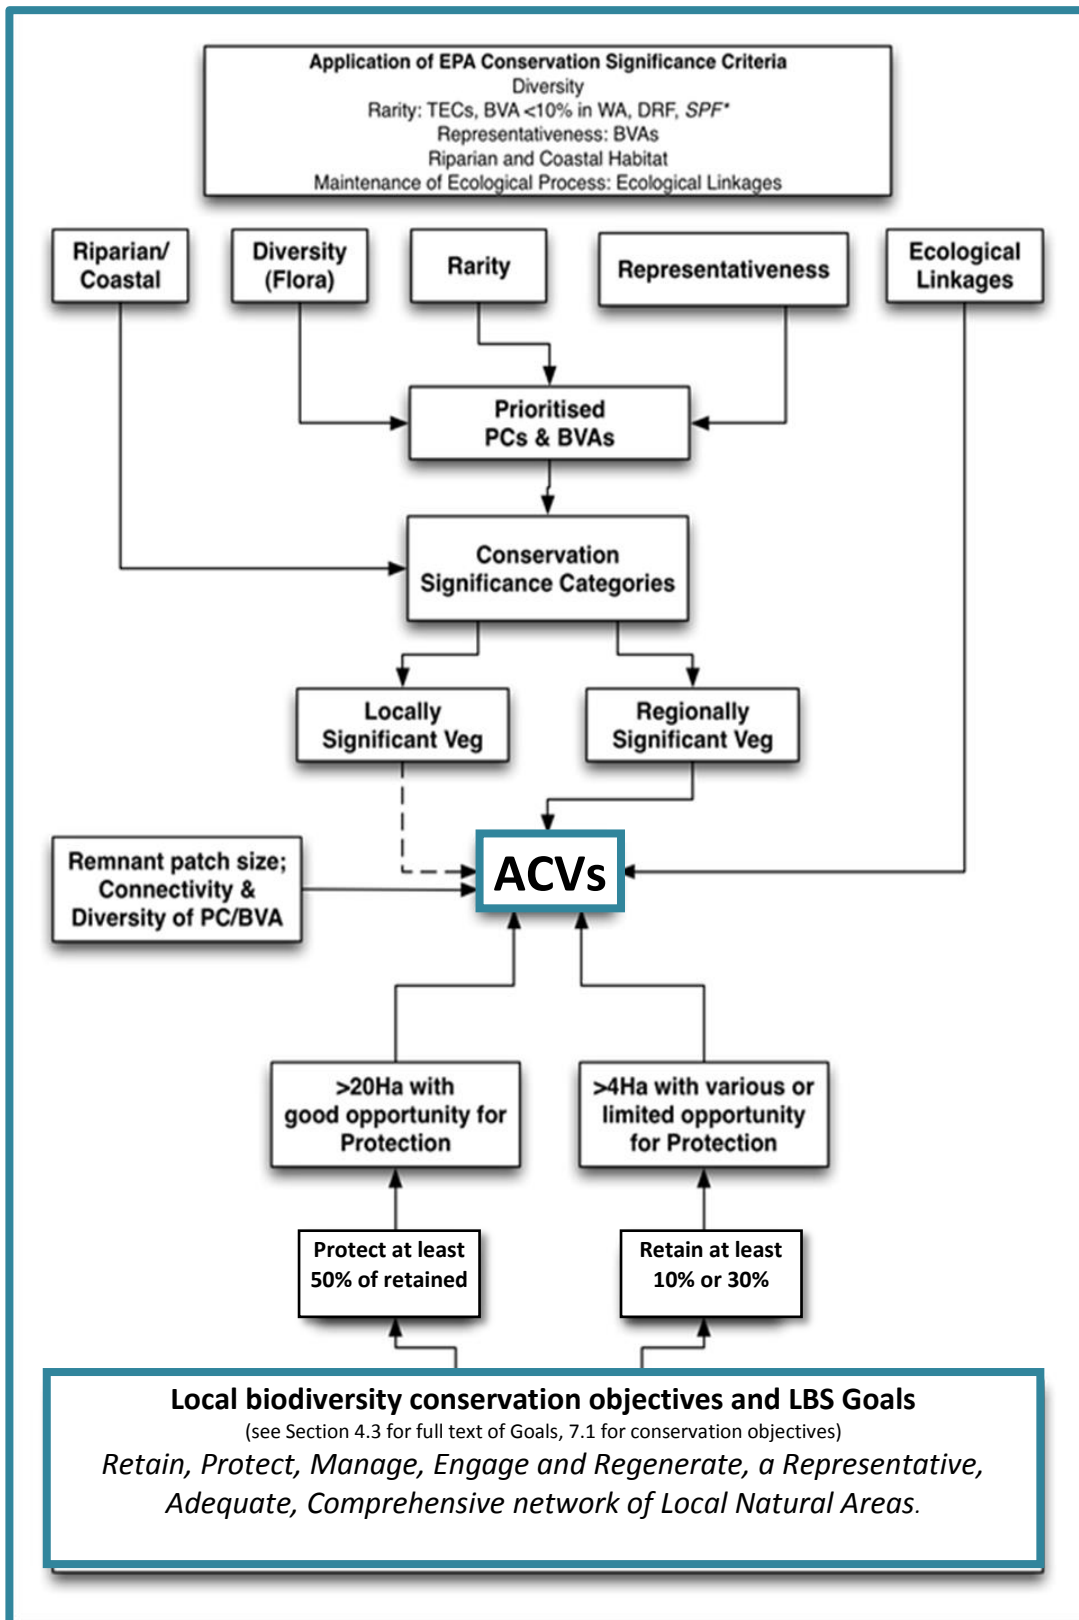 Application of EPA Conservation Significance Criteria
Diversity
Rarity: TECs, BVA <10% in WA, DRF, SPF*
Representativeness: BVAs
Riparian and Coastal Habitat
Maintenance of Ecological Process: Ecological Linkages
Riparian/
Coastal
Diversity
(Flora)
Rarity
Representativeness
Ecological
Linkages
Prioritised
PCs & BVAs
Conservation
Significance Categories
Locally
Significant Veg
Regionally
Significant Veg
Remnant patch size;
Connectivity &
Diversity of PC/BVA
ACVs
>20Ha with
good opportunity for
Protection
>4Ha with various or
limited opportunity
for Protection
Protect at least
50% of retained
Retain at least
10% or 30%
Local biodiversity conservation objectives and LBS Goals
(see Section 4.3 for full text of Goals, 7.1 for conservation objectives)
Retain, Protect, Manage, Engage and Regenerate, a Representative,
Adequate, Comprehensive network of Local Natural Areas.